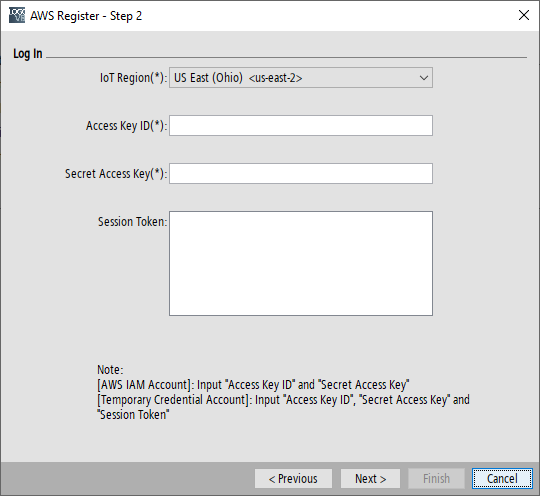 AWS Register - Step 2
Log In
IoT Region(*):
US East (Ohio) <us-east-2>
Access Key ID(*):
Secret Access Key(*):
Session Token:
Note:
[AWS IAM Account]: Input "Access Key ID" and "Secret Access Key"
[Temporary Credential Account]: Input "Access Key ID", "Secret Access Key" and
"Session Token"
< Previous
Next >
Finish
Cancel